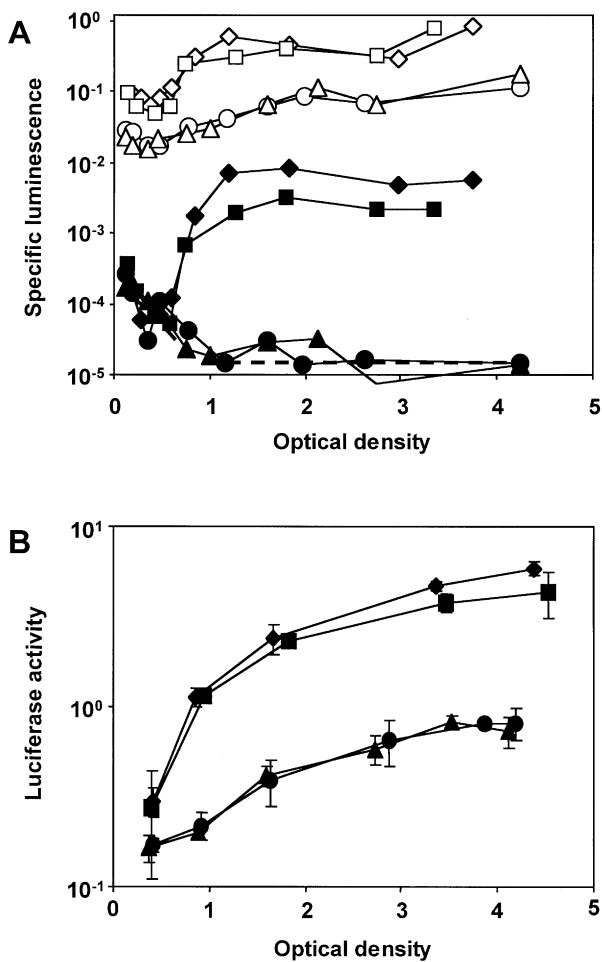 A
10⁰
10⁻¹
10⁻²
10⁻³
10⁻⁴
10⁻⁵
Specific luminescence
0 1 2 3 4 5
Optical density
B
10¹
10⁰
10⁻¹
Luciferase activity
0 1 2 3 4 5
Optical density